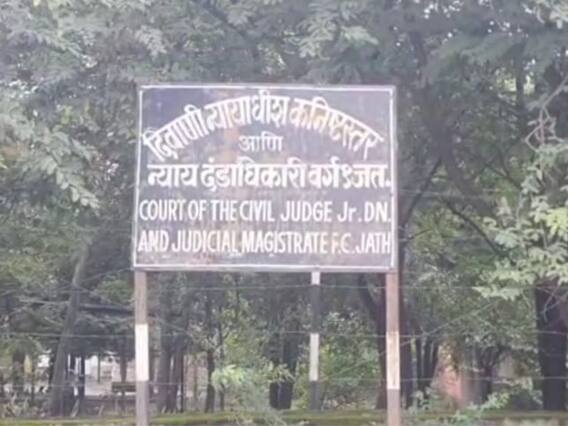 दिवाणी न्यायाधीश कनिष्ठस्तर
आणि
न्याय दंडाधिकारी वर्ग १ जत.
COURT OF THE CIVIL JUDGE Jr. DN.
AND JUDICIAL MAGISTRATE F.C. JATH